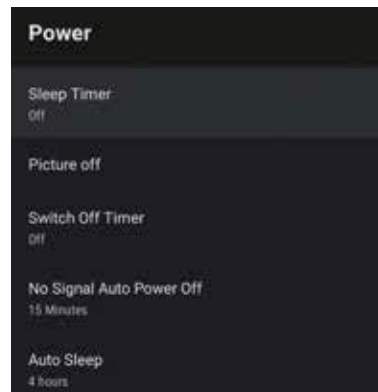 Power
Sleep Timer
Off
Picture off
Switch Off Timer
Off
No Signal Auto Power Off
15 Minutes
Auto Sleep
4 hours